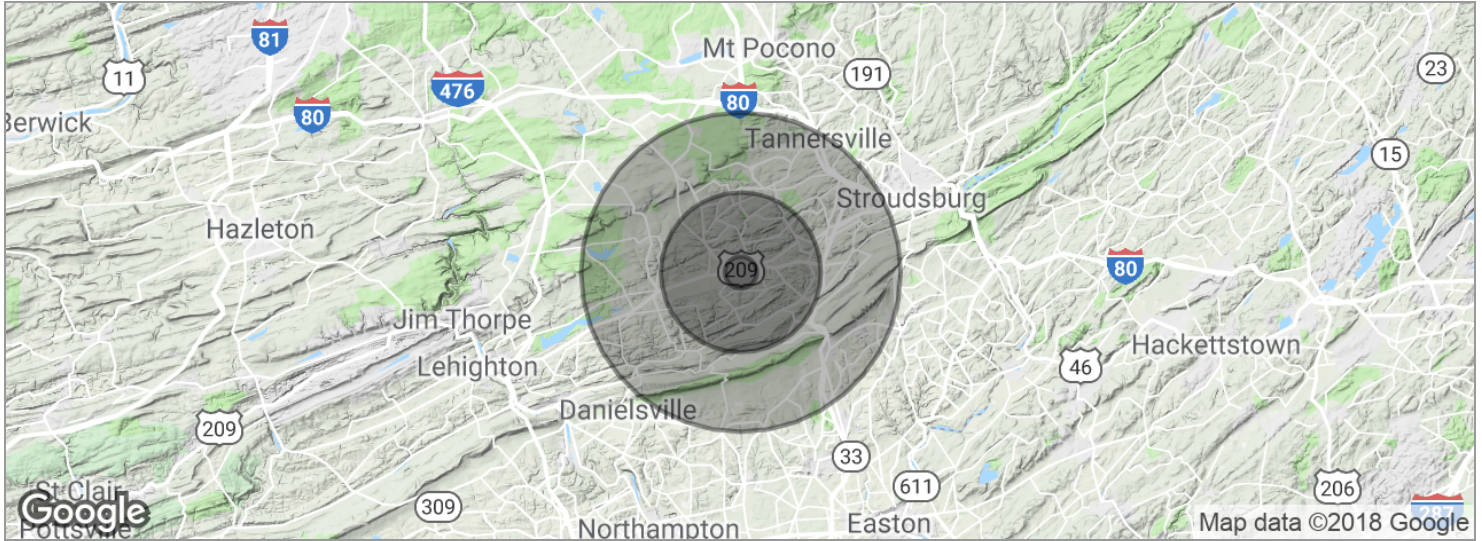 81
Mt Pocono
11
191
23
476
80
80
Berwick
Tannersville
15
Stroudsburg
Hazleton
80
209
Jim Thorpe
Hackettstown
Lehighton
46
Danielsville
209
33
611
206
St Clair
309
287
Google
Map data ©2018 Google
Pottsville
Northampton
Easton